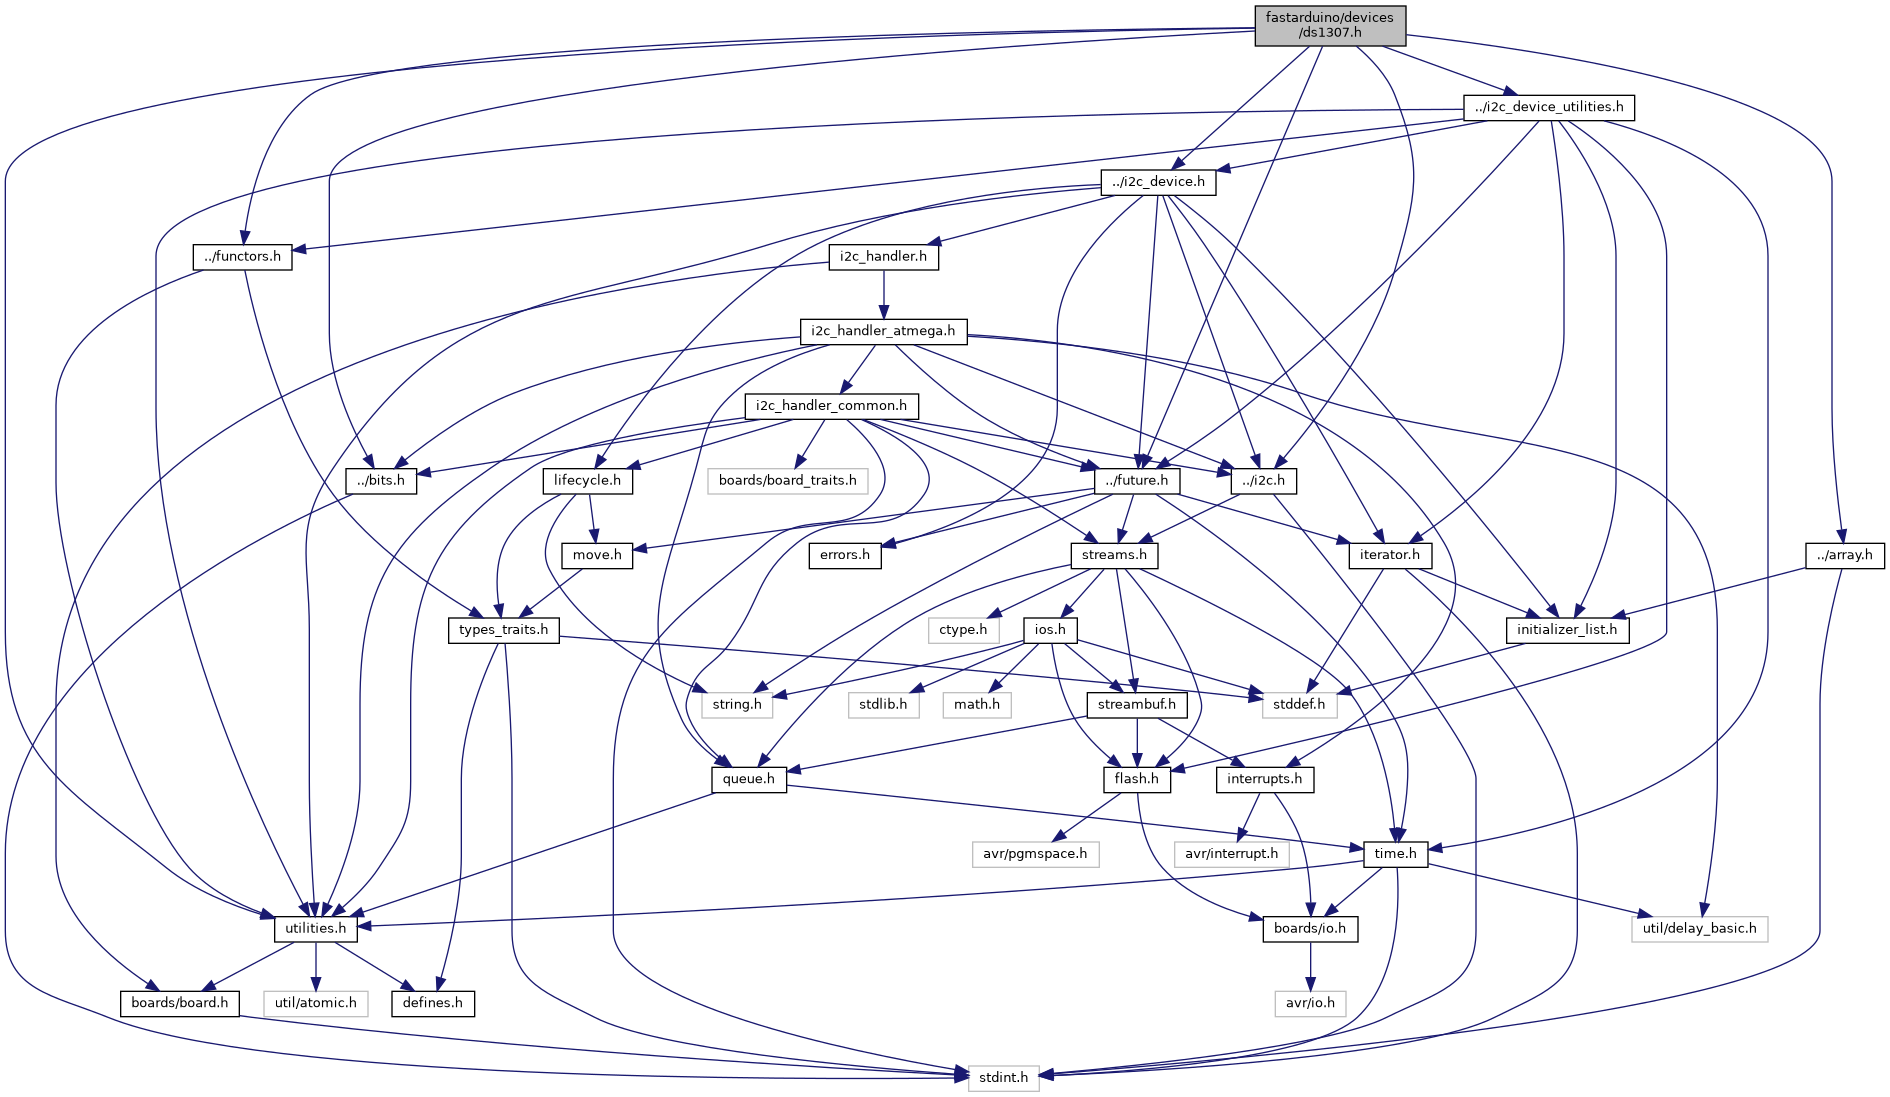 fastarduino/devices
/ds1307.h
../i2c_device_utilities.h
../i2c_device.h
../functors.h
i2c_handler.h
i2c_handler_atmega.h
i2c_handler_common.h
../bits.h
lifecycle.h
boards/board_traits.h
../future.h
../i2c.h
move.h
errors.h
streams.h
iterator.h
../array.h
types_traits.h
ctype.h
ios.h
initializer_list.h
string.h
stdlib.h
math.h
streambuf.h
stddef.h
queue.h
flash.h
interrupts.h
avr/pgmspace.h
avr/interrupt.h
time.h
utilities.h
boards/io.h
util/delay_basic.h
boards/board.h
util/atomic.h
defines.h
avr/io.h
stdint.h